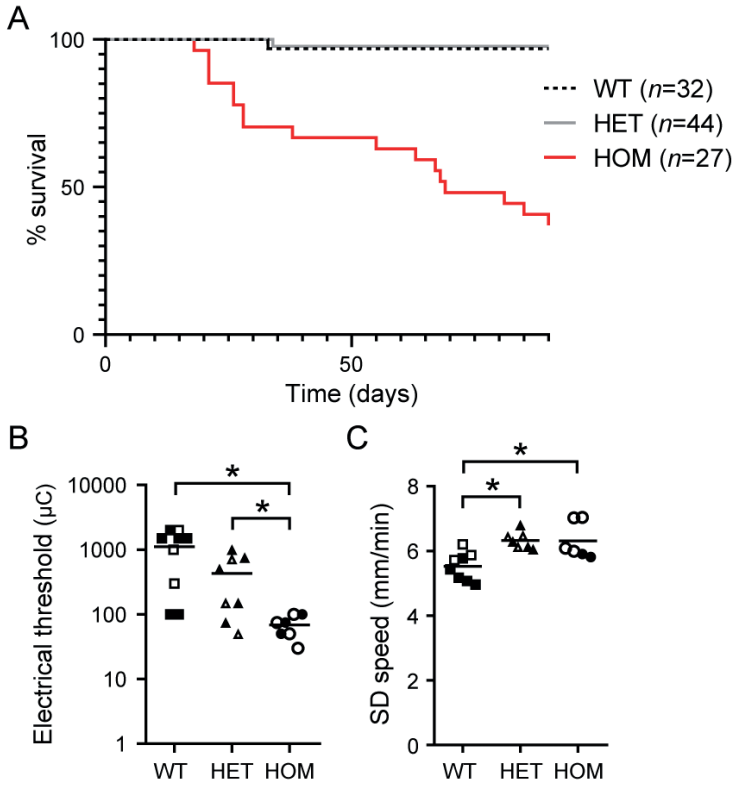 A
100
50
0
% survival
0
50
Time (days)
WT (n=32)
HET (n=44)
HOM (n=27)
B
10000
1000
100
10
1
Electrical threshold (µC)
*
*
WT HET HOM
C
8
6
4
2
0
SD speed (mm/min)
*
*
WT HET HOM